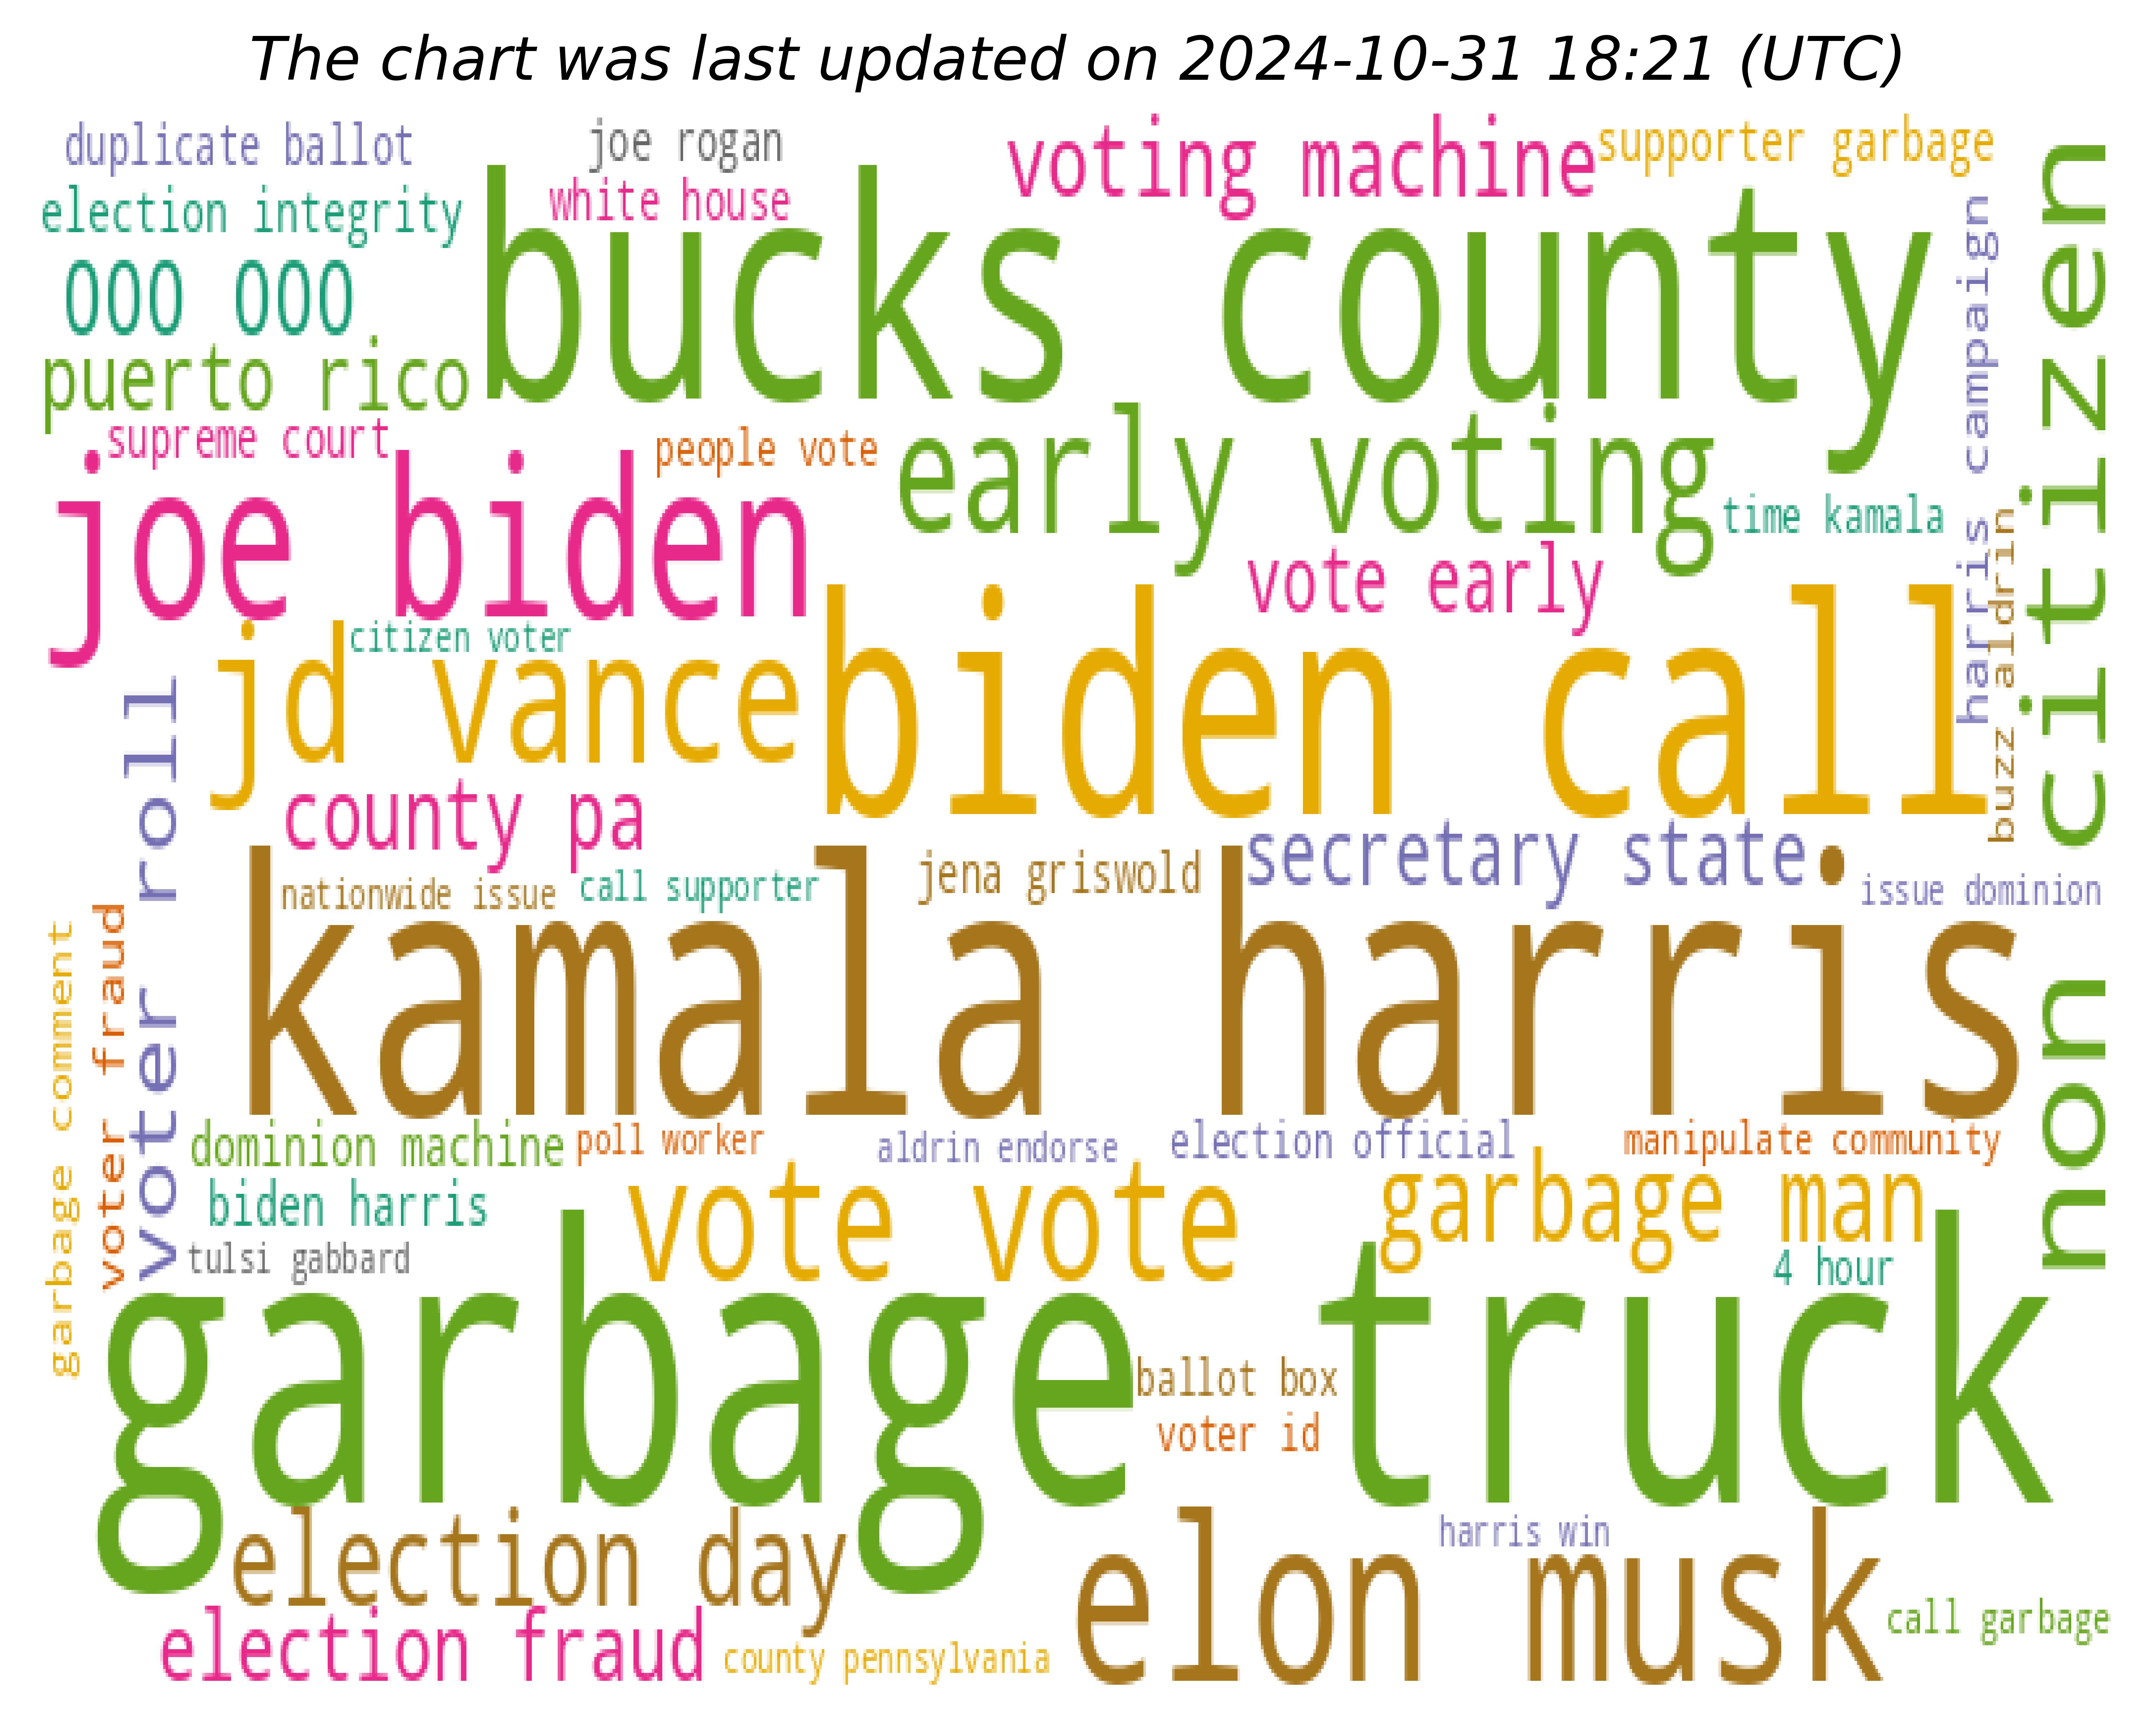 The chart was last updated on 2024-10-31 18:21 (UTC)
duplicate ballot
joe rogan
voting machine
supporter garbage
election integrity
white house
bucks county
000 000
puerto rico
harris campaign
non citizen
supreme court
people vote
early voting
joe biden
time kamala
vote early
buzz aldrin
citizen voter
jd vance
biden call
voter roll
county pa
secretary state
nationwide issue
call supporter
jena griswold
issue dominion
kamala harris
garbage comment
voter fraud
dominion machine
poll worker
aldrin endorse
election official
manipulate community
biden harris
vote vote
garbage man
tulsi gabbard
4 hour
garbage truck
ballot box
voter id
election day
harris win
elon musk
election fraud
county pennsylvania
call garbage